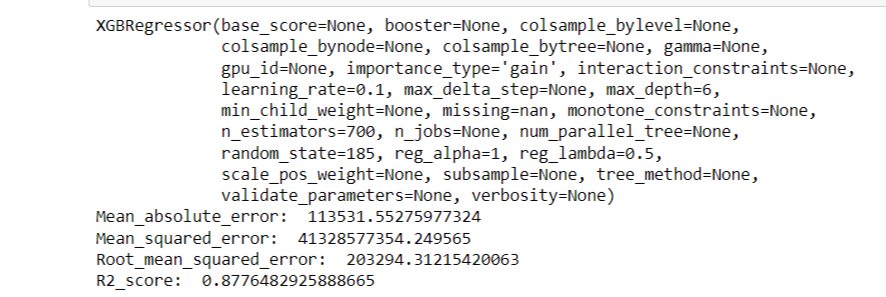 XGBRegressor(base_score=None, booster=None, colsample_bylevel=None,
colsample_bynode=None, colsample_bytree=None, gamma=None,
gpu_id=None, importance_type='gain', interaction_constraints=None,
learning_rate=0.1, max_delta_step=None, max_depth=6,
min_child_weight=None, missing=nan, monotone_constraints=None,
n_estimators=700, n_jobs=None, num_parallel_tree=None,
random_state=185, reg_alpha=1, reg_lambda=0.5,
scale_pos_weight=None, subsample=None, tree_method=None,
validate_parameters=None, verbosity=None)
Mean_absolute_error:  113531.55275977324
Mean_squared_error:  41328577354.249565
Root_mean_squared_error:  203294.31215420063
R2_score:  0.8776482925888665